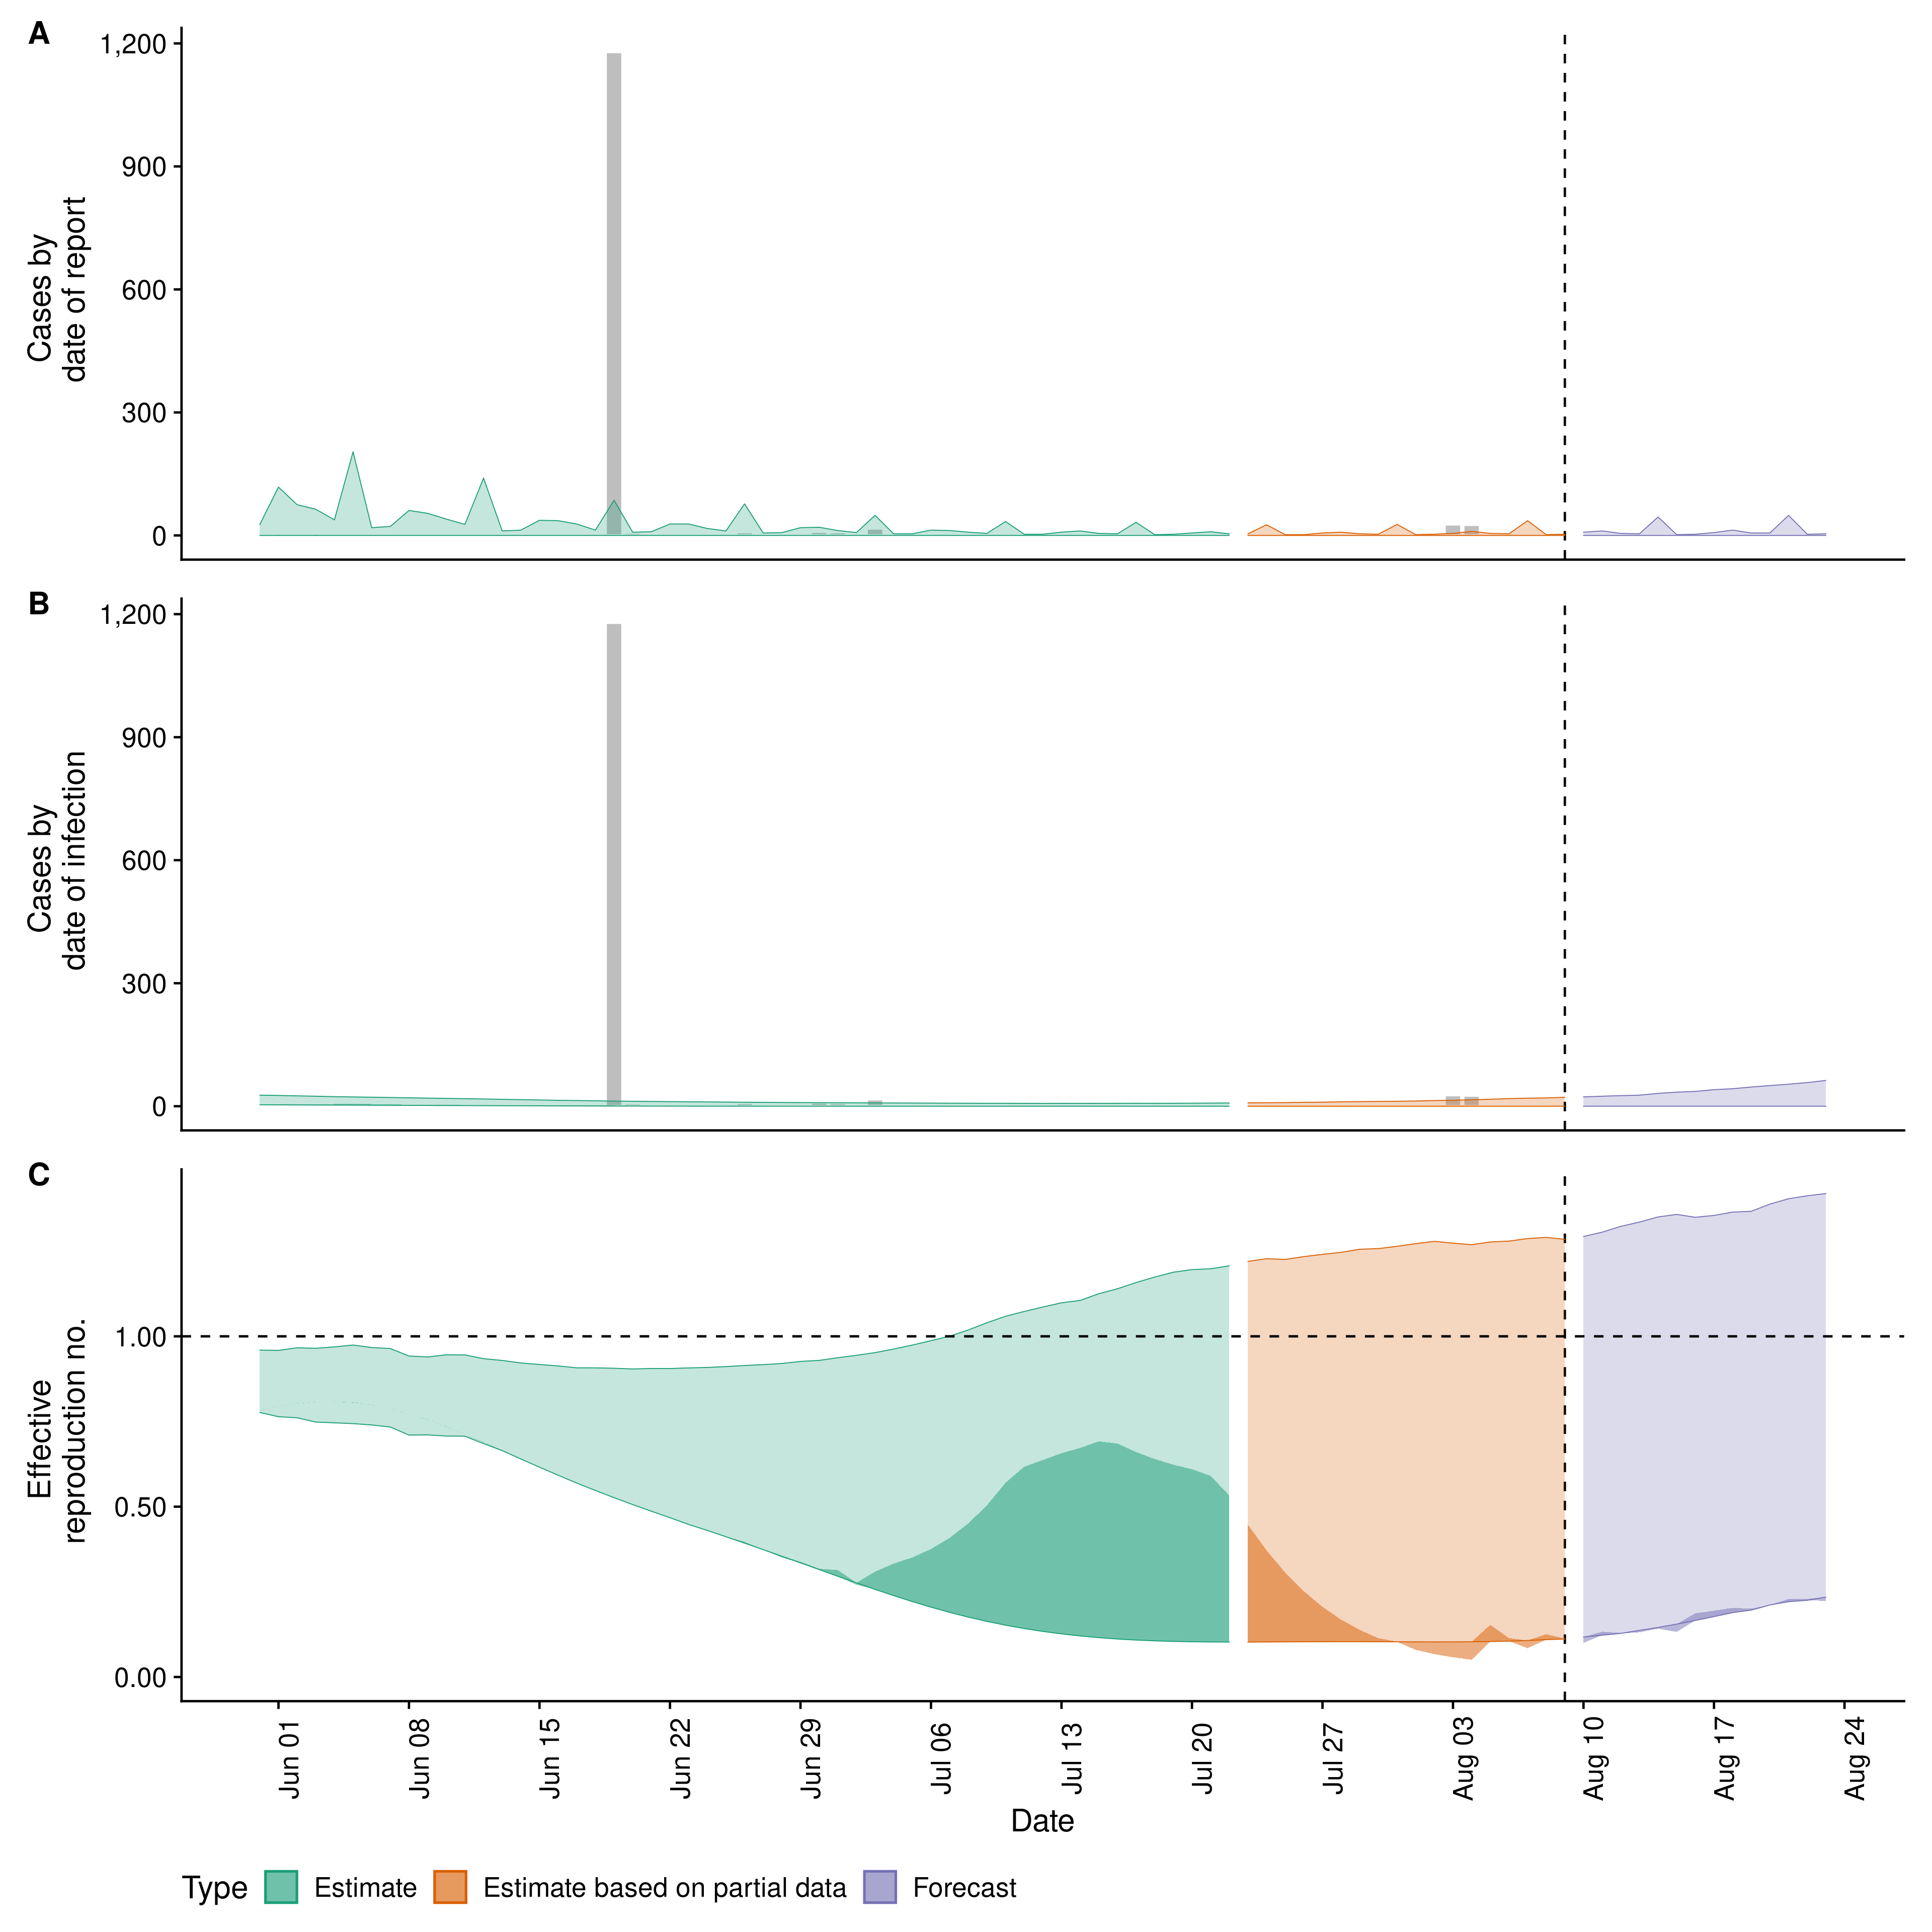 A
1,200
900
600
300
0
Cases by
date of report
B
1,200
900
600
300
0
Cases by
date of infection
C
1.00
0.50
0.00
Effective
reproduction no.
Jun 01
Jun 08
Jun 15
Jun 22
Jun 29
Jul 06
Jul 13
Jul 20
Jul 27
Aug 03
Aug 10
Aug 17
Aug 24
Date
Type
Estimate
Estimate based on partial data
Forecast